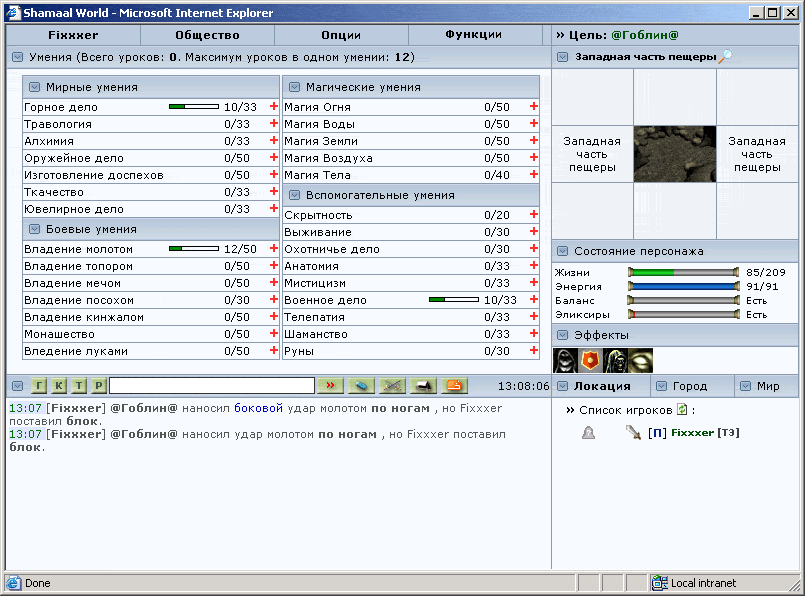 Shamaal World - Microsoft Internet Explorer
Fixxxer Общество Опции Функции
» Цель: @Гоблин@
Умения (Всего уроков: 0. Максимум уроков в одном умении: 12)
Западная часть пещеры
Мирные умения
Горное дело 10/33 +
Травология 0/33 +
Алхимия 0/33 +
Оружейное дело 0/50 +
Изготовление доспехов 0/50 +
Ткачество 0/33 +
Ювелирное дело 0/33 +
Боевые умения
Владение молотом 12/50 +
Владение топором 0/50 +
Владение мечом 0/50 +
Владение посохом 0/30 +
Владение кинжалом 0/50 +
Монашество 0/50 +
Вледение луками 0/50 +
Магические умения
Магия Огня 0/50 +
Магия Воды 0/50 +
Магия Земли 0/50 +
Магия Воздуха 0/50 +
Магия Тела 0/40 +
Вспомогательные умения
Скрытность 0/20 +
Выживание 0/30 +
Охотничье дело 0/30 +
Анатомия 0/33 +
Мистицизм 0/33 +
Военное дело 10/33 +
Телепатия 0/33 +
Шаманство 0/33 +
Руны 0/30 +
Западная
часть
пещеры
Западная
часть
пещеры
Состояние персонажа
Жизни 85/209
Энергия 91/91
Баланс Есть
Эликсиры Есть
Эффекты
Г К Т Р » 13:08:06
Локация Город Мир
13:07 [Fixxxer] @Гоблин@ наносил боковой удар молотом по ногам , но Fixxxer
поставил блок.
13:07 [Fixxxer] @Гоблин@ наносил удар молотом по ногам , но Fixxxer поставил
блок.
» Список игроков :
[П] Fixxxer [ТЭ]
Done Local intranet